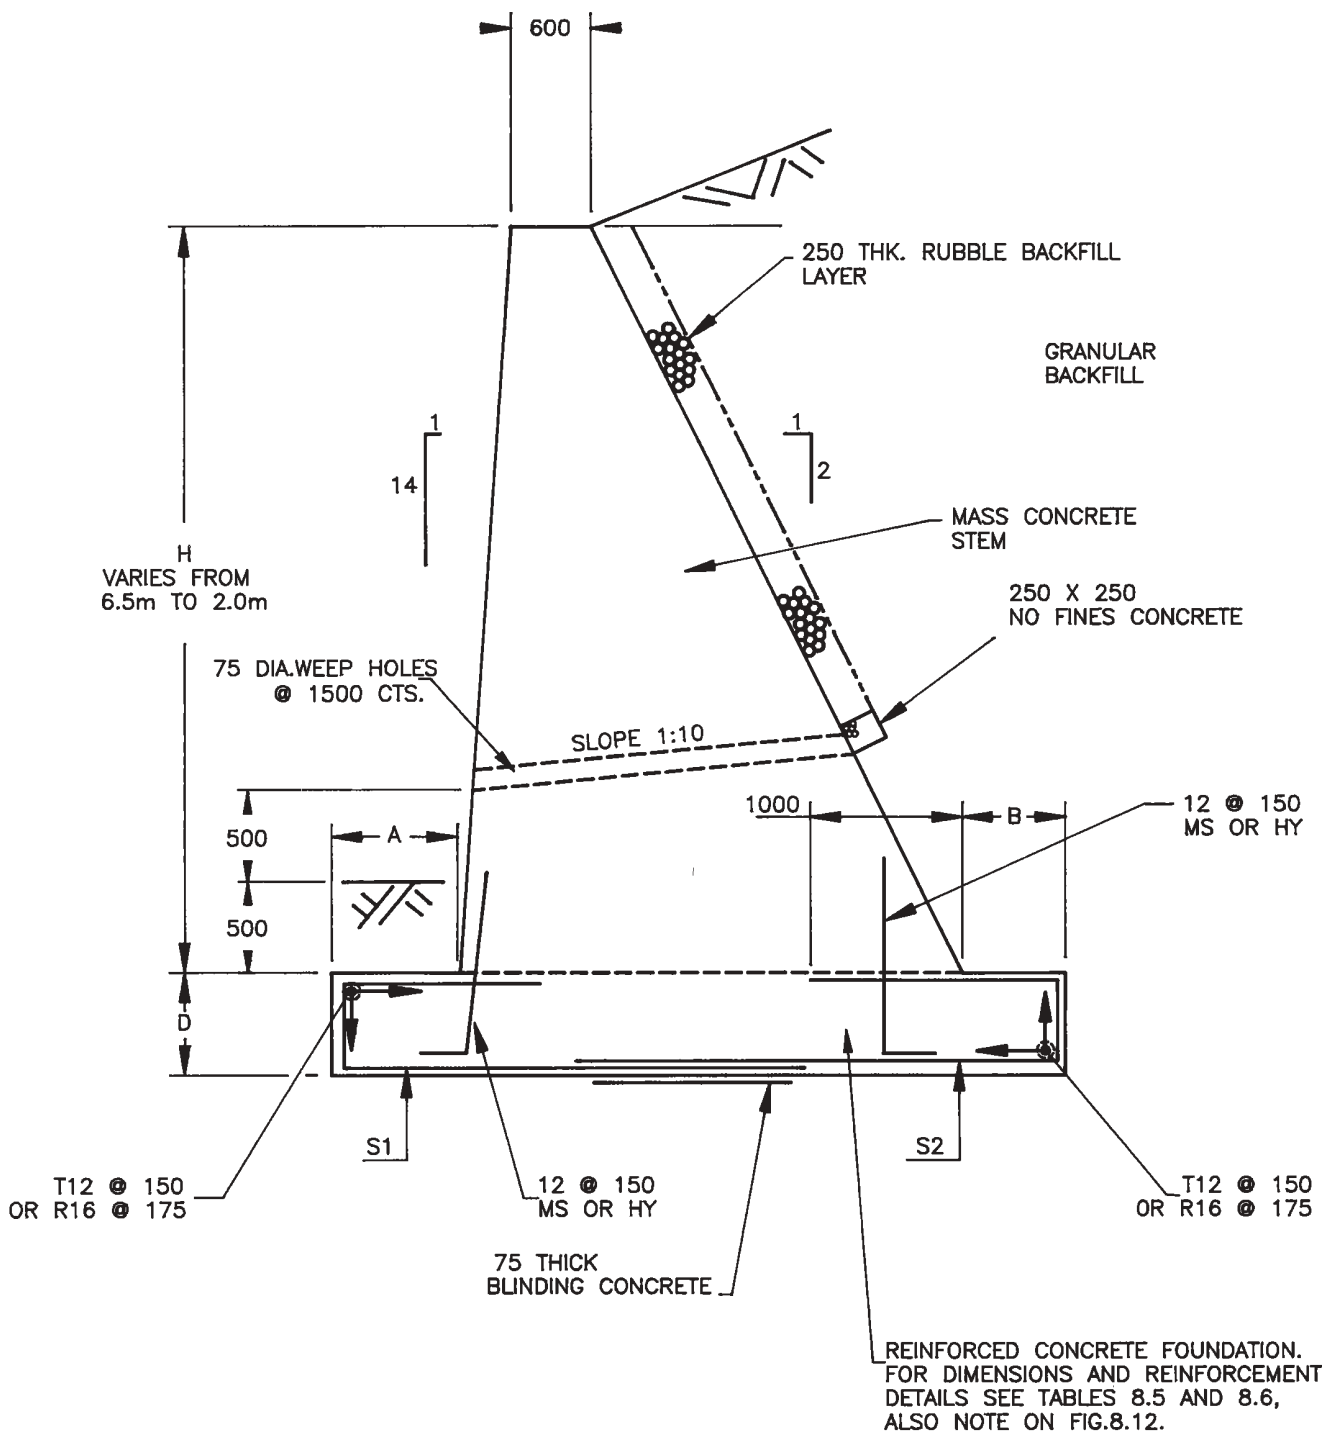 600
250 THK. RUBBLE BACKFILL
LAYER
GRANULAR
BACKFILL
1
14
1
2
MASS CONCRETE
STEM
H
VARIES FROM
6.5m TO 2.0m
250 X 250
NO FINES CONCRETE
75 DIA.WEEP HOLES
@ 1500 CTS.
SLOPE 1:10
1000
B
12 @ 150
MS OR HY
500
A
500
D
S1
S2
T12 @ 150
OR R16 @ 175
12 @ 150
MS OR HY
T12 @ 150
OR R16 @ 175
75 THICK
BLINDING CONCRETE
REINFORCED CONCRETE FOUNDATION.
FOR DIMENSIONS AND REINFORCEMENT
DETAILS SEE TABLES 8.5 AND 8.6,
ALSO NOTE ON FIG.8.12.